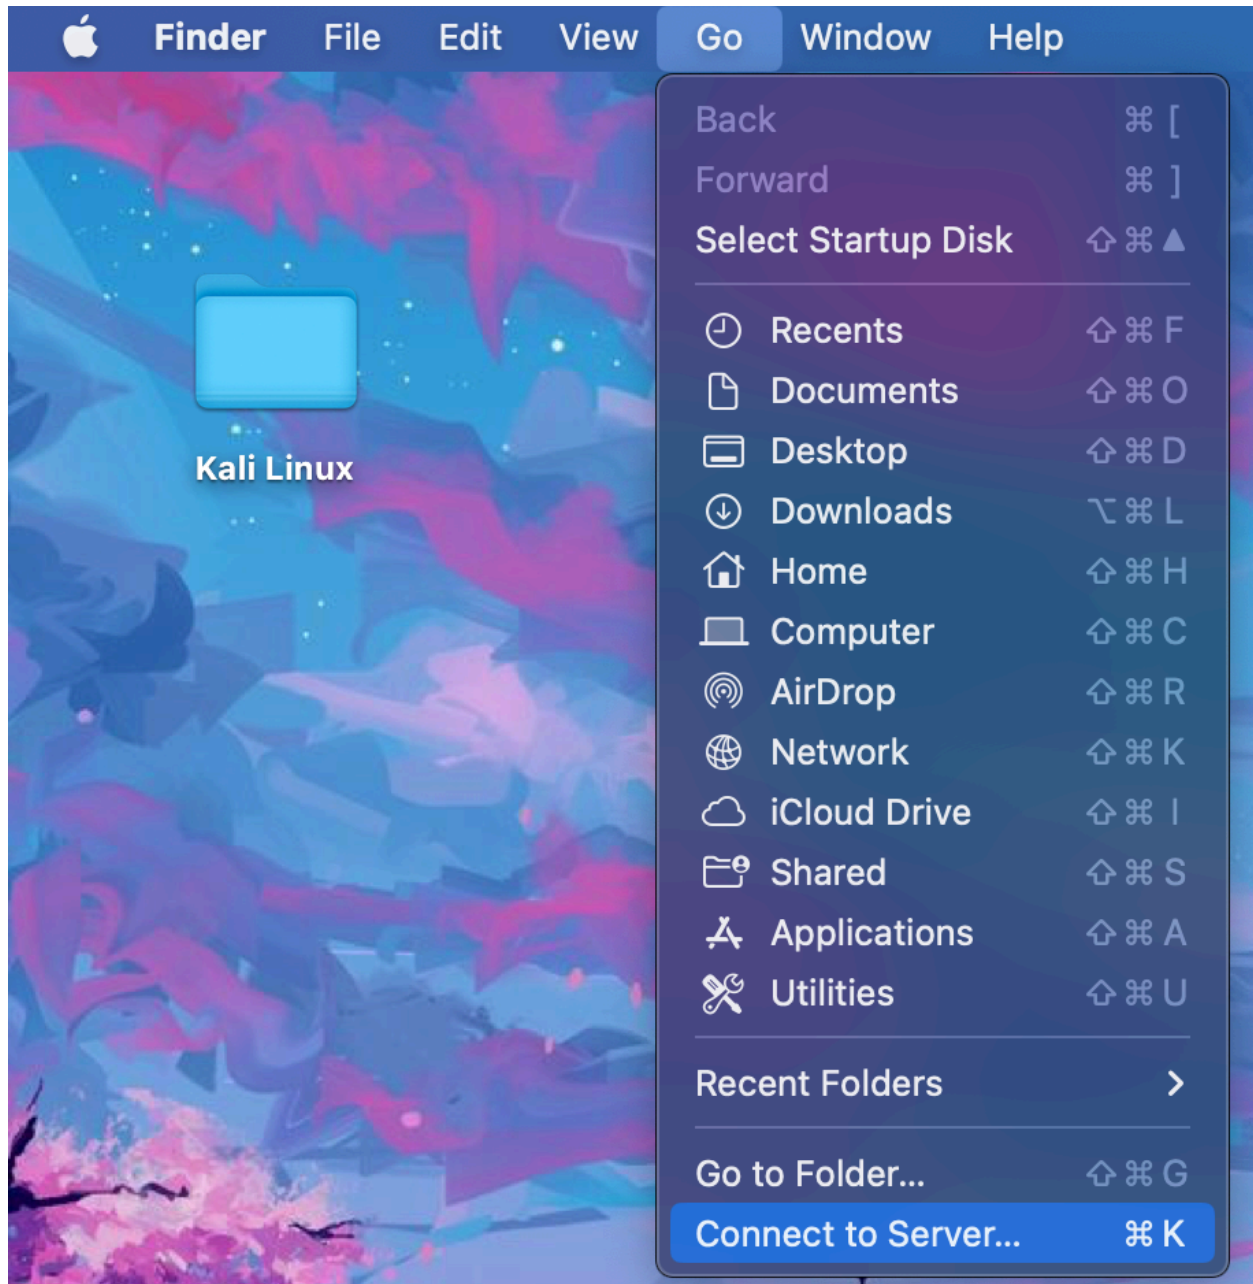 Finder File Edit View Go Window Help
Back ⌘ [
Forward ⌘ ]
Select Startup Disk ⇧ ⌘ ▲
Recents ⇧ ⌘ F
Documents ⇧ ⌘ O
Desktop ⇧ ⌘ D
Downloads ⌥ ⌘ L
Home ⇧ ⌘ H
Computer ⇧ ⌘ C
AirDrop ⇧ ⌘ R
Network ⇧ ⌘ K
iCloud Drive ⇧ ⌘ I
Shared ⇧ ⌘ S
Applications ⇧ ⌘ A
Utilities ⇧ ⌘ U
Recent Folders
Go to Folder... ⇧ ⌘ G
Connect to Server... ⌘ K
Kali Linux